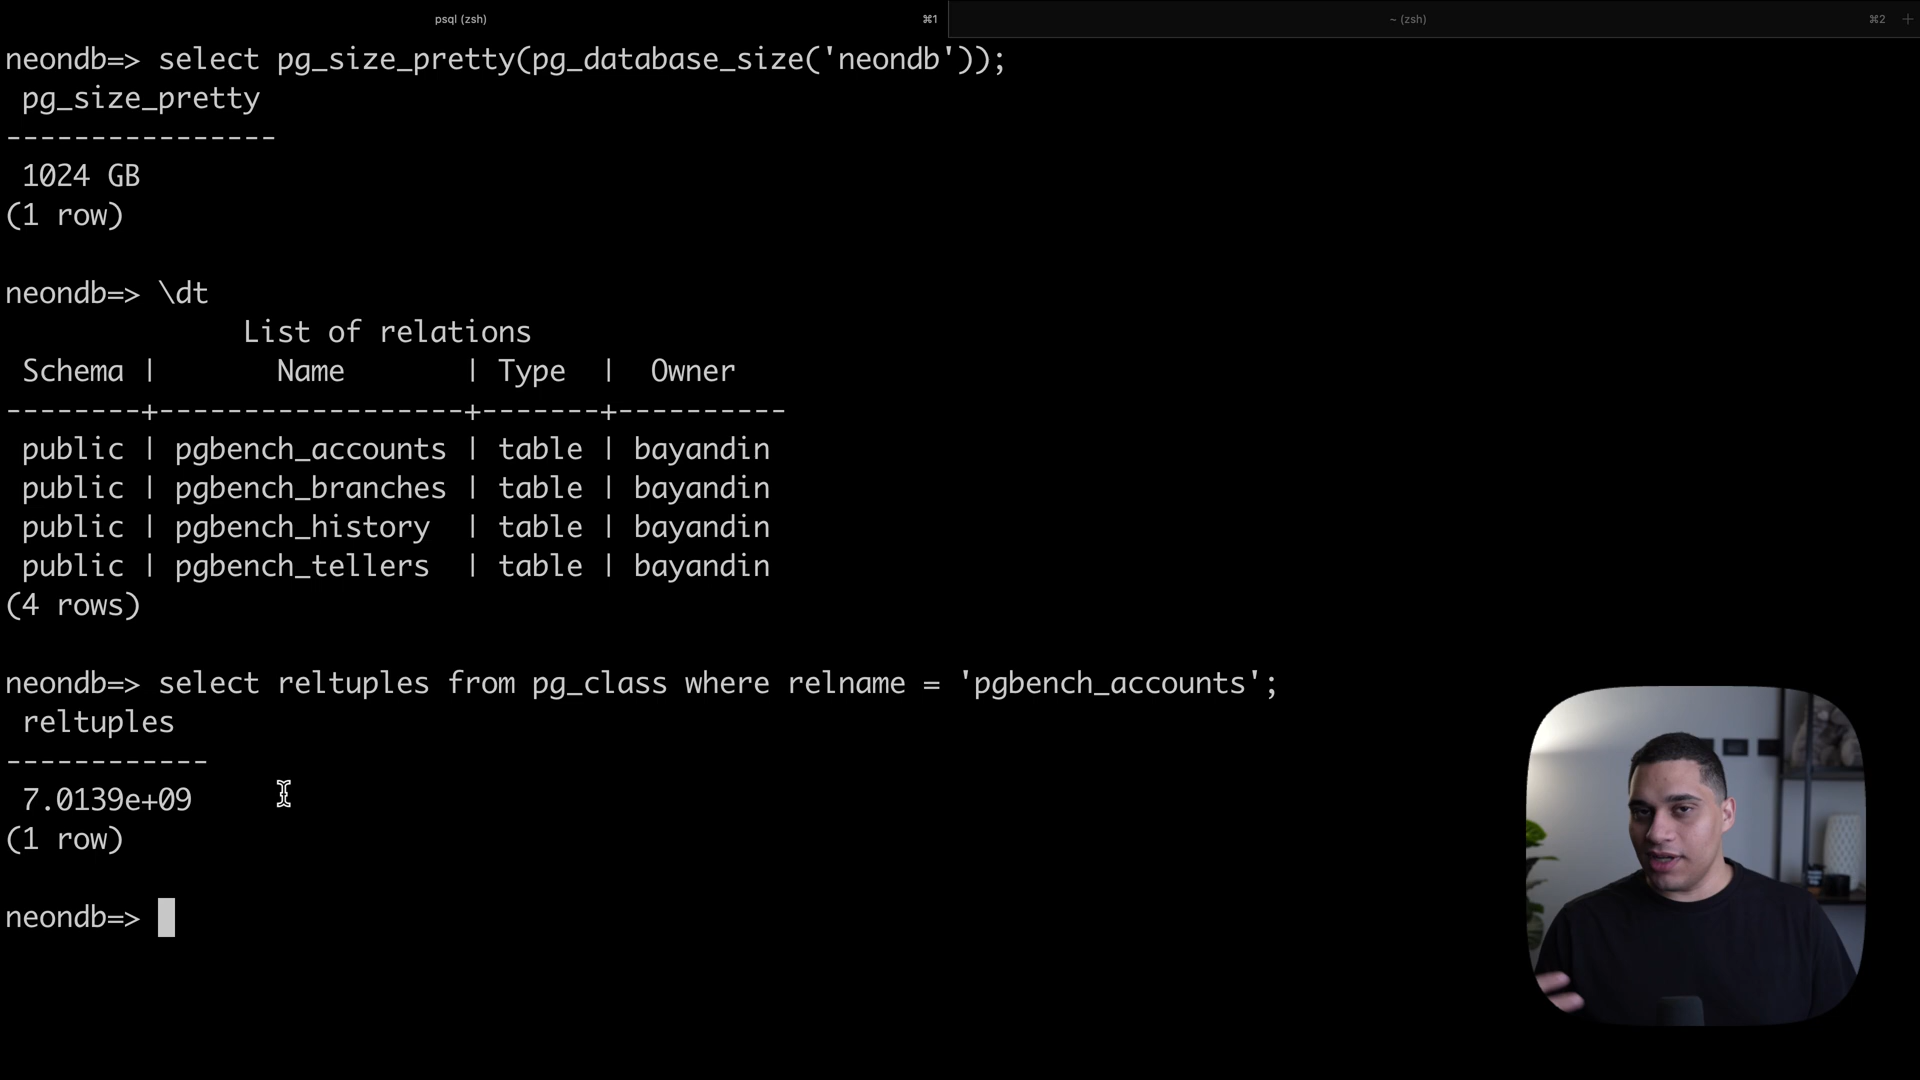 psql (zsh) ⌘1 ~ (zsh) ⌘2 +
neondb=> select pg_size_pretty(pg_database_size('neondb'));
pg_size_pretty
----------------
1024 GB
(1 row)
neondb=> \dt
List of relations
Schema | Name | Type | Owner
--------+------------------+-------+----------
public | pgbench_accounts | table | bayandin
public | pgbench_branches | table | bayandin
public | pgbench_history | table | bayandin
public | pgbench_tellers | table | bayandin
(4 rows)
neondb=> select reltuples from pg_class where relname = 'pgbench_accounts';
reltuples
------------
7.0139e+09
(1 row)
neondb=>